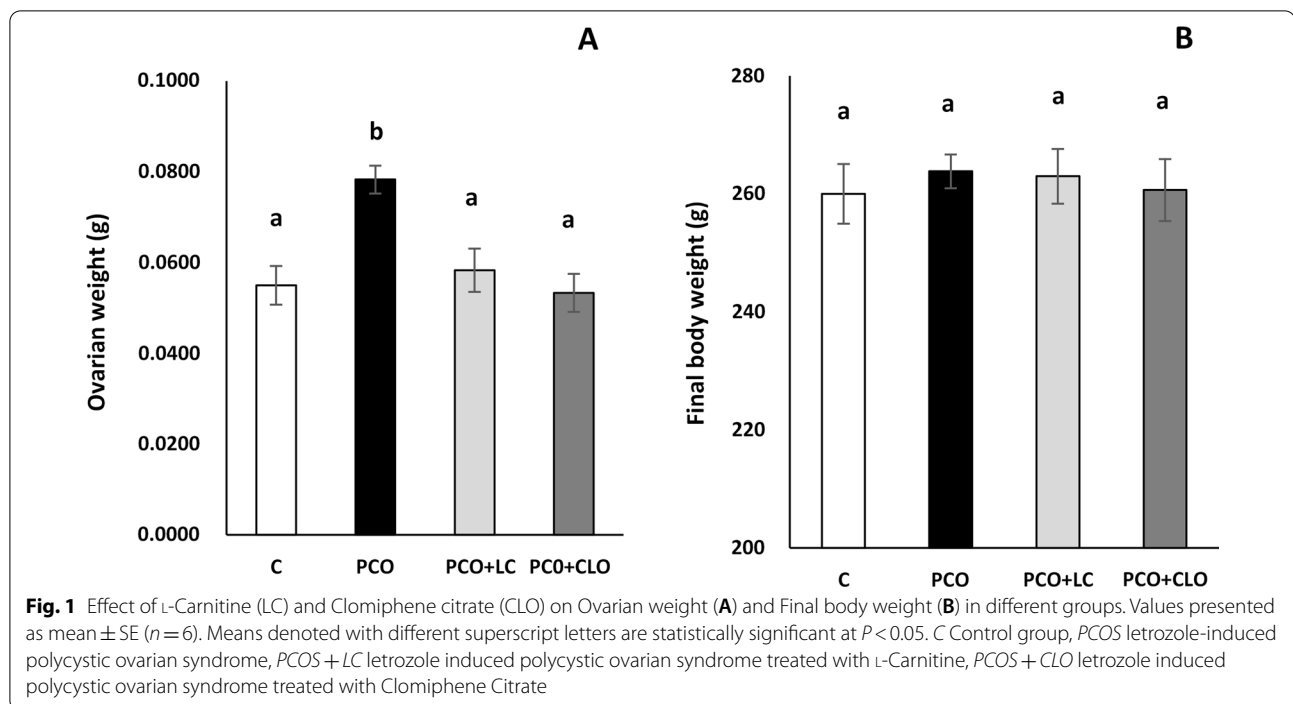 A
Ovarian weight (g)
0.1000
0.0800
0.0600
0.0400
0.0200
0.0000
a
b
a
a
C
PCO
PCO+LC
PC0+CLO
B
Final body weight (g)
280
260
240
220
200
a
a
a
a
C
PCO
PCO+LC
PCO+CLO
Fig. 1 Effect of L-Carnitine (LC) and Clomiphene citrate (CLO) on Ovarian weight (A) and Final body weight (B) in different groups. Values presented
as mean ± SE (n = 6). Means denoted with different superscript letters are statistically significant at P < 0.05. C Control group, PCOS letrozole-induced
polycystic ovarian syndrome, PCOS + LC letrozole induced polycystic ovarian syndrome treated with L-Carnitine, PCOS + CLO letrozole induced
polycystic ovarian syndrome treated with Clomiphene Citrate